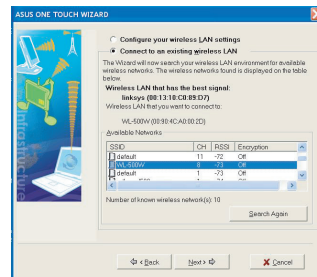 ASUS ONE TOUCH WIZARD
Configure your wireless LAN settings
Connect to an existing wireless LAN
The Wizard will now search your wireless LAN environment for available
wireless networks. The wireless networks found is displayed on the table
below.
Wireless LAN that has the best signal:
linksys (00:13:10:C0:89:D7)
Wireless LAN that you want to connect to:
WL-500W (00:90:4C:A0:00:2D)
Available Networks
SSID CH RSSI Encryption
default 11 -72 Off
WL-500W 8 -73 Off
default 1 -73 Off
Number of known wireless network(s): 10
Search Again
< Back
Next >
Cancel
Infrastructure